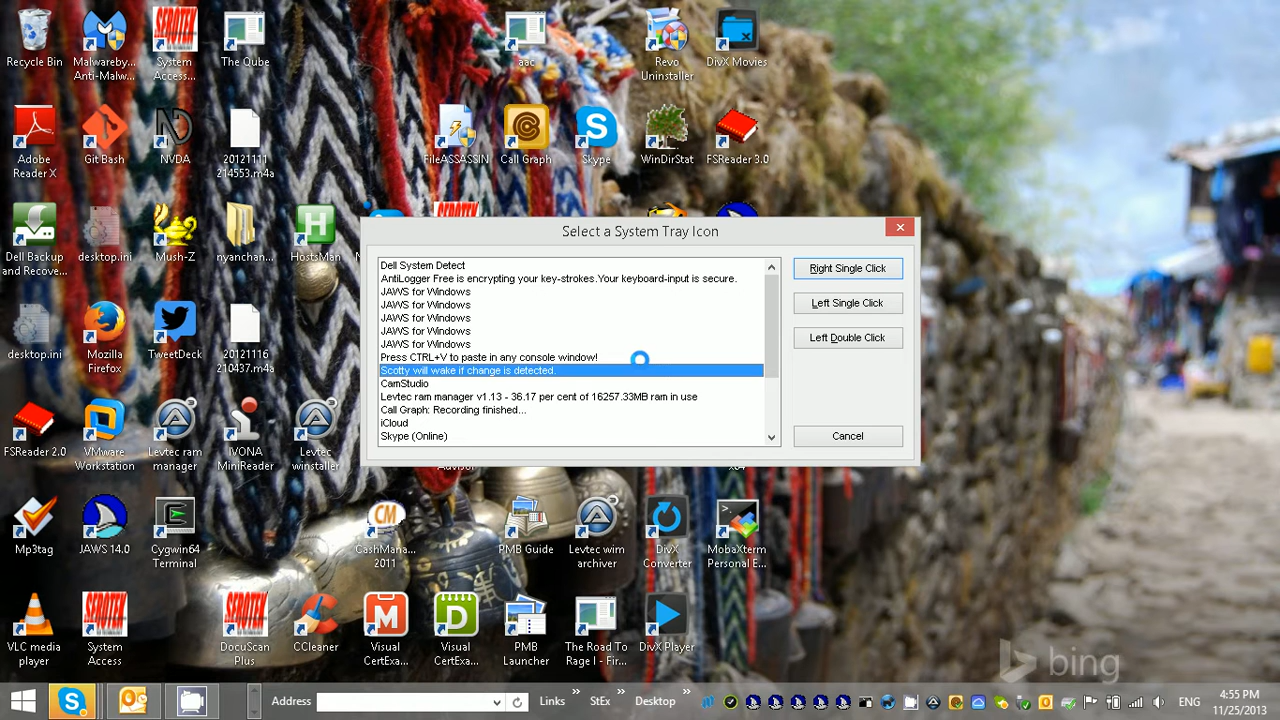 Recycle Bin
Malwareby...
Anti-Malw...
SEROTEK
System
Access...
The Qube
aac
Revo
Uninstaller
DivX Movies
Adobe
Reader X
Git Bash
NVDA
20121111
214553.m4a
FileASSASSIN
Call Graph
Skype
WinDirStat
FSReader 3.0
Dell Backup
and Recove...
desktop.ini
Mush-Z
nyanchan...
HostsMan
SEROTEK
Select a System Tray Icon
Dell System Detect
AntiLogger Free is encrypting your key-strokes.Your keyboard-input is secure.
JAWS for Windows
JAWS for Windows
JAWS for Windows
JAWS for Windows
JAWS for Windows
Press CTRL+V to paste in any console window!
Scotty will wake if change is detected.
CamStudio
Levtec ram manager v1.13 - 36.17 per cent of 16257.33MB ram in use
Call Graph: Recording finished...
iCloud
Skype (Online)
Right Single Click
Left Single Click
Left Double Click
Cancel
desktop.ini
Mozilla
Firefox
TweetDeck
20121116
210437.m4a
FSReader 2.0
VMware
Workstation
Levtec ram
manager
IVONA
MiniReader
Levtec
winstaller
Mp3tag
JAWS 14.0
Cygwin64
Terminal
CM
CashMana...
2011
PMB Guide
Levtec wim
archiver
DivX
Converter
MobaXterm
Personal E...
VLC media
player
SEROTEK
System
Access
SEROTEK
DocuScan
Plus
CCleaner
Visual
CertExa...
Visual
CertExa...
PMB
Launcher
The Road To
Rage I - Fir...
DivX Player
bing
Address
Links
StEx
Desktop
ENG
4:55 PM
11/25/2013